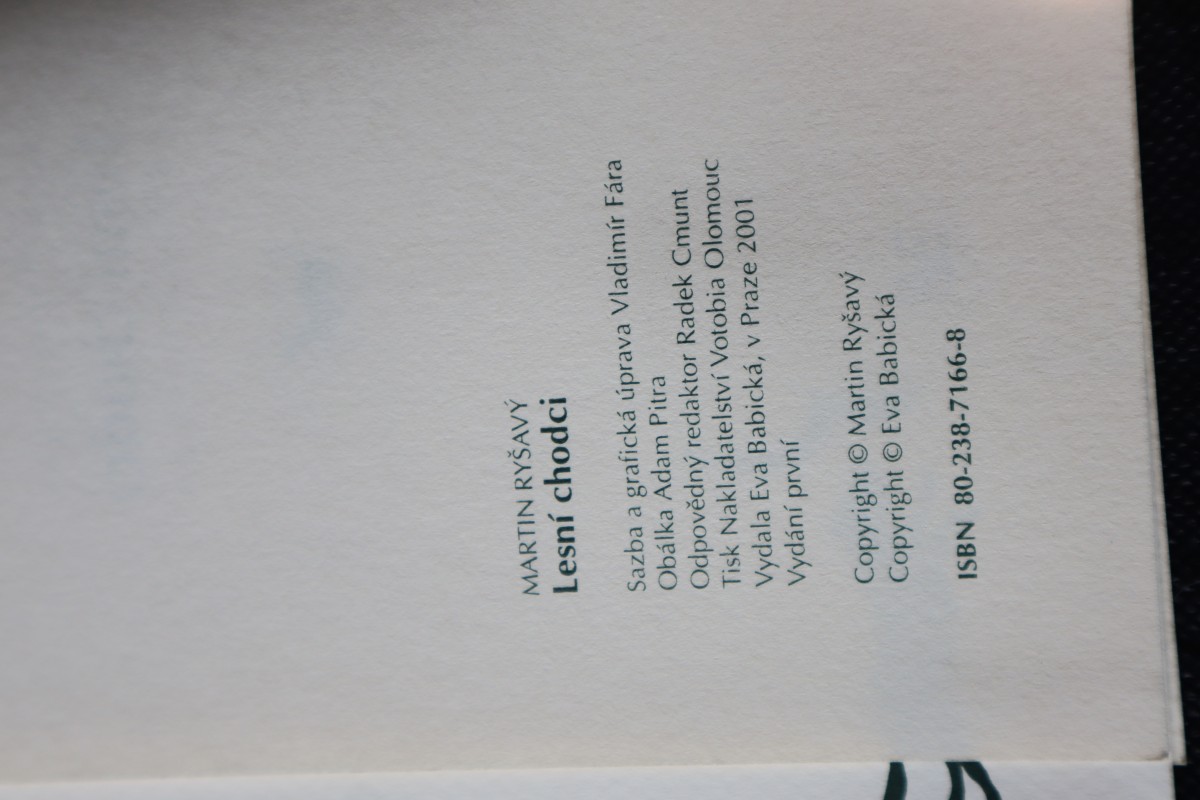 MARTIN RYŠAVÝ
Lesní chodci
Sazba a grafická úprava Vladimír Fára
Obálka Adam Pitra
Odpovědný redaktor Radek Cmunt
Tisk Nakladatelství Votobia Olomouc
Vydala Eva Babická, v Praze 2001
Vydání první
Copyright © Martin Ryšavý
Copyright © Eva Babická
ISBN 80-238-7166-8